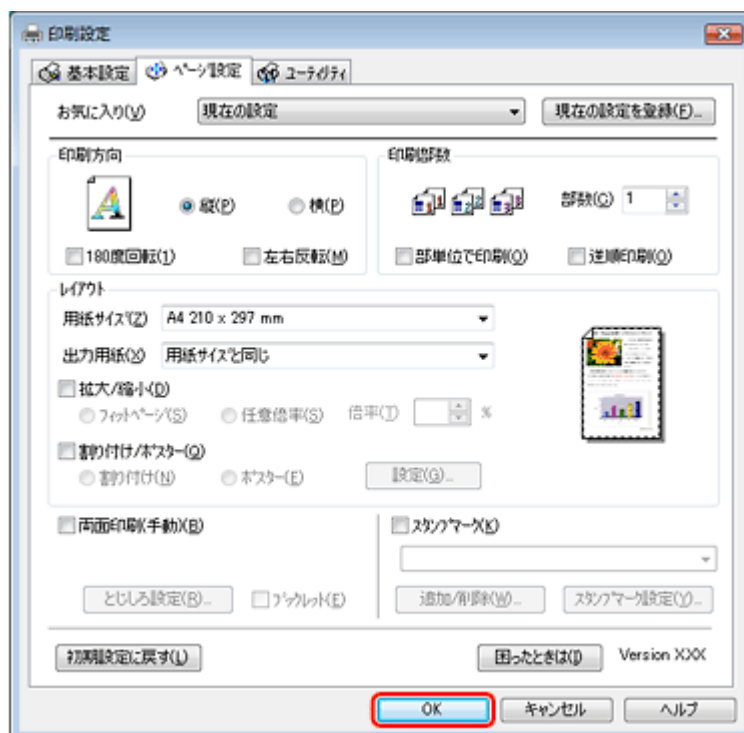 印刷設定
基本設定 ページ設定 ユーティリティ
お気に入り(V) 現在の設定 現在の設定を登録(F)...
印刷方向 印刷部数
縦(P) 横(P) 部数(C) 1
180度回転(1) 左右反転(M) 部単位で印刷(O) 逆順印刷(O)
レイアウト
用紙サイズ(Z) A4 210 x 297 mm
出力用紙(X) 用紙サイズと同じ
拡大/縮小(D)
フィットページ(S) 任意倍率(S) 倍率(T) %
割り付け/ポスター(Q)
割り付け(N) ポスター(E) 設定(G)...
両面印刷(手動)(B) スタンプマーク(K)
とじしろ設定(R)... ブックレット(E) 追加/削除(W)... スタンプマーク設定(Y)...
初期設定に戻す(L) 困ったときは(I) Version XXX
OK キャンセル ヘルプ